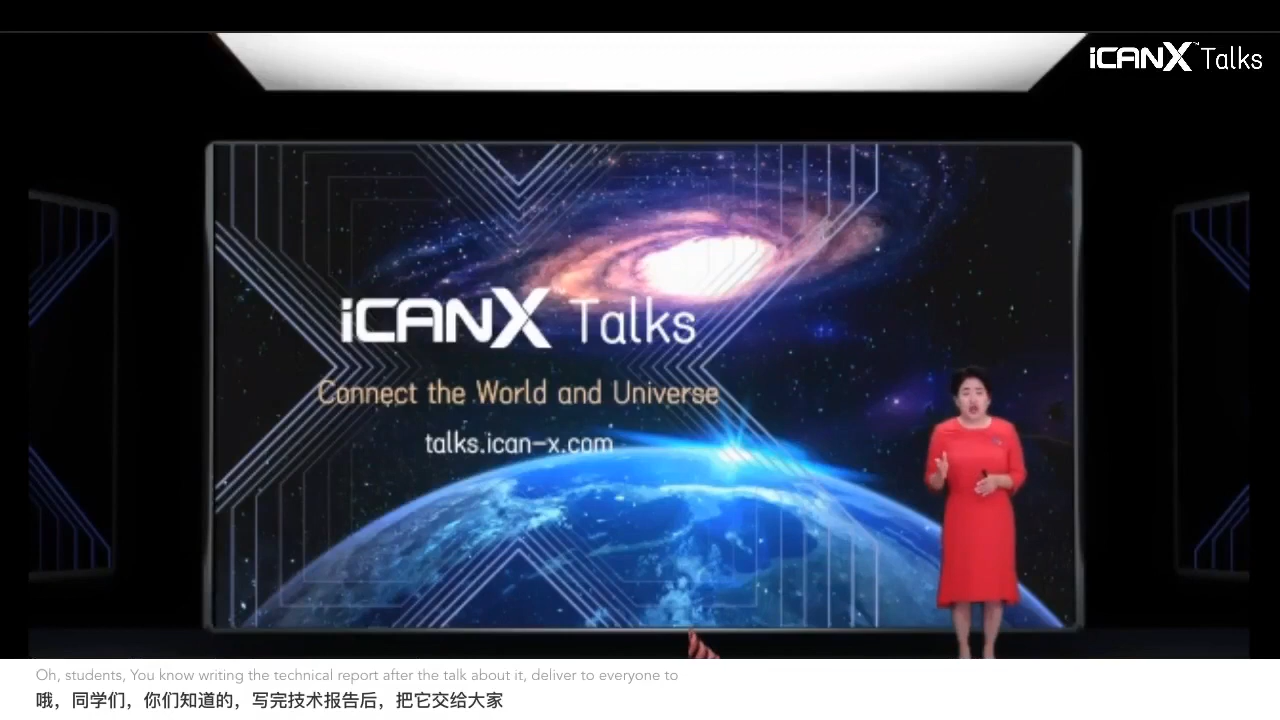 iCANX™ Talks
iCANX Talks
Connect the World and Universe
talks.ican-x.com
Oh, students, You know writing the technical report after the talk about it, deliver to everyone to
哦，同学们，你们知道的，写完技术报告后，把它交给大家